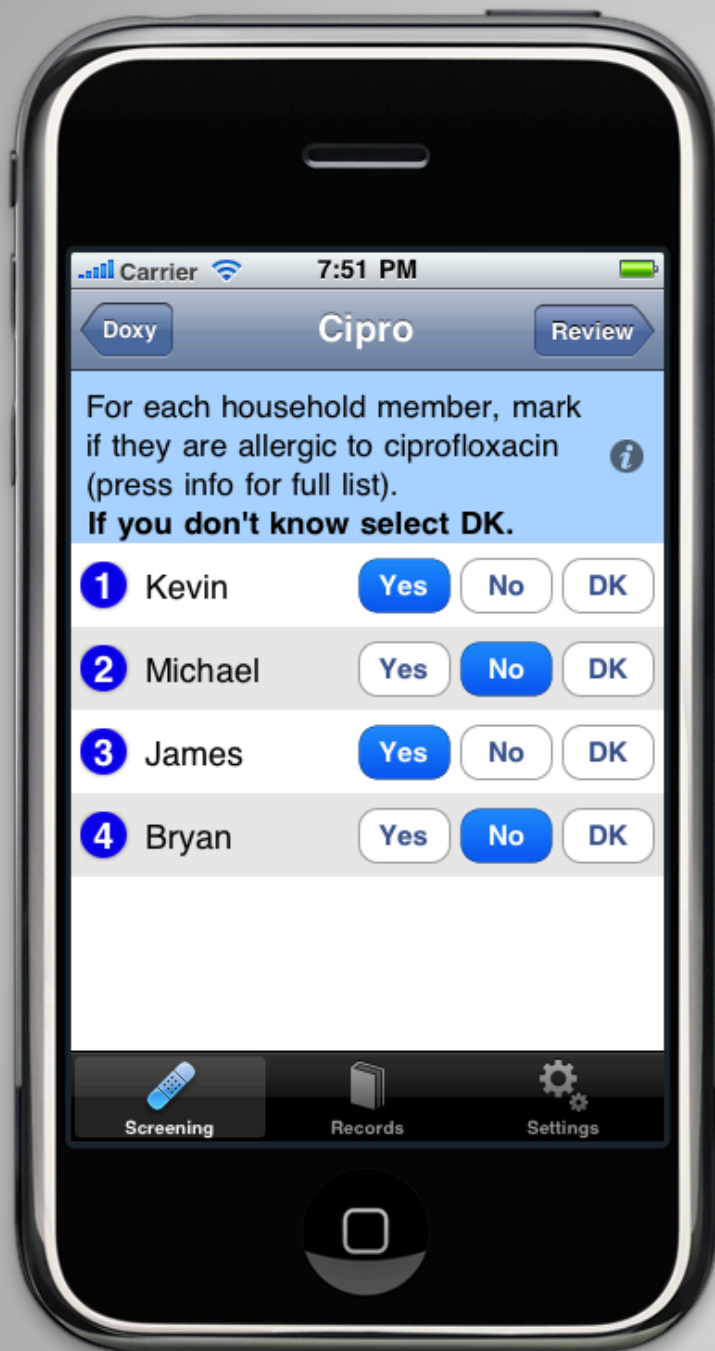 Carrier 7:51 PM
Doxy Cipro Review
For each household member, mark
if they are allergic to ciprofloxacin
(press info for full list).
If you don't know select DK.
i
1 Kevin Yes No DK
2 Michael Yes No DK
3 James Yes No DK
4 Bryan Yes No DK
Screening Records Settings